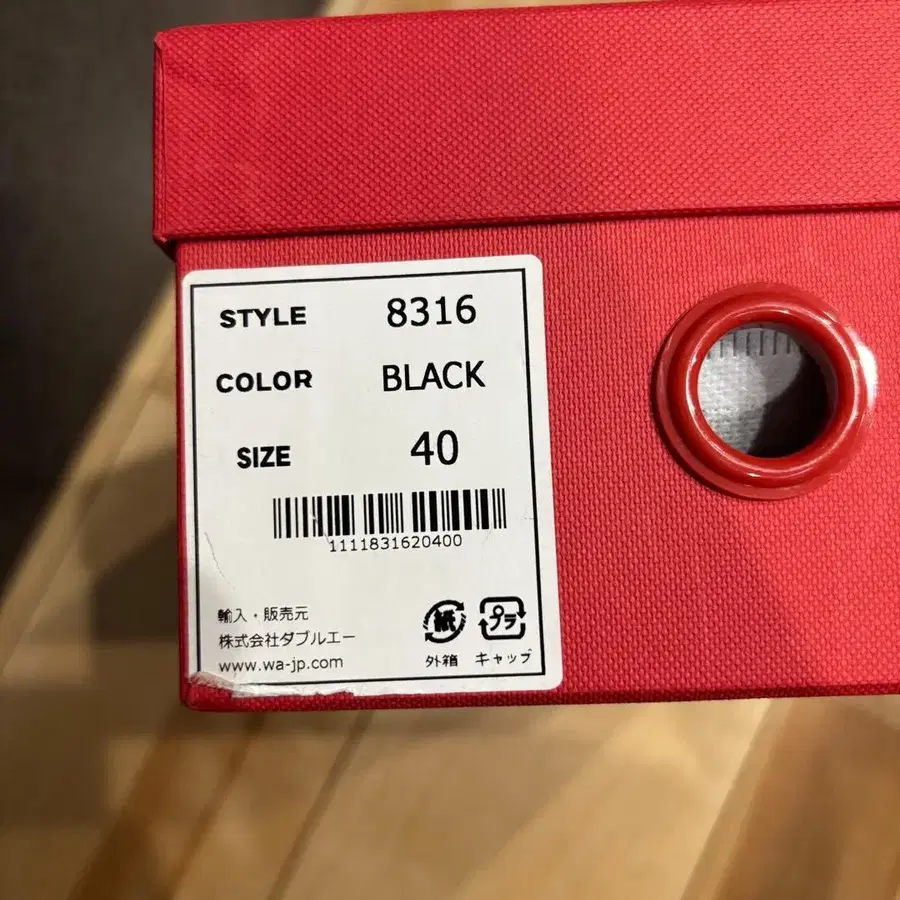 STYLE 8316
COLOR BLACK
SIZE 40
1111831620400
輸入・販売元
株式会社ダブルエー
www.wa-jp.com
紙 プラ
外箱 キャップ